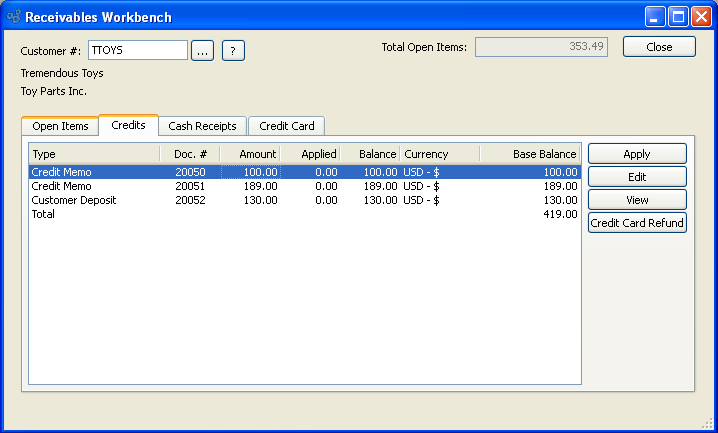 Receivables Workbench
Customer #: TTOYS ... ? Total Open Items: 353.49 Close
Tremendous Toys
Toy Parts Inc.
Open Items Credits Cash Receipts Credit Card
Type Doc. # Amount Applied Balance Currency Base Balance Apply
Credit Memo 20050 100.00 0.00 100.00 USD - $ 100.00
Credit Memo 20051 189.00 0.00 189.00 USD - $ 189.00 Edit
Customer Deposit 20052 130.00 0.00 130.00 USD - $ 130.00 View
Total 419.00
Credit Card Refund